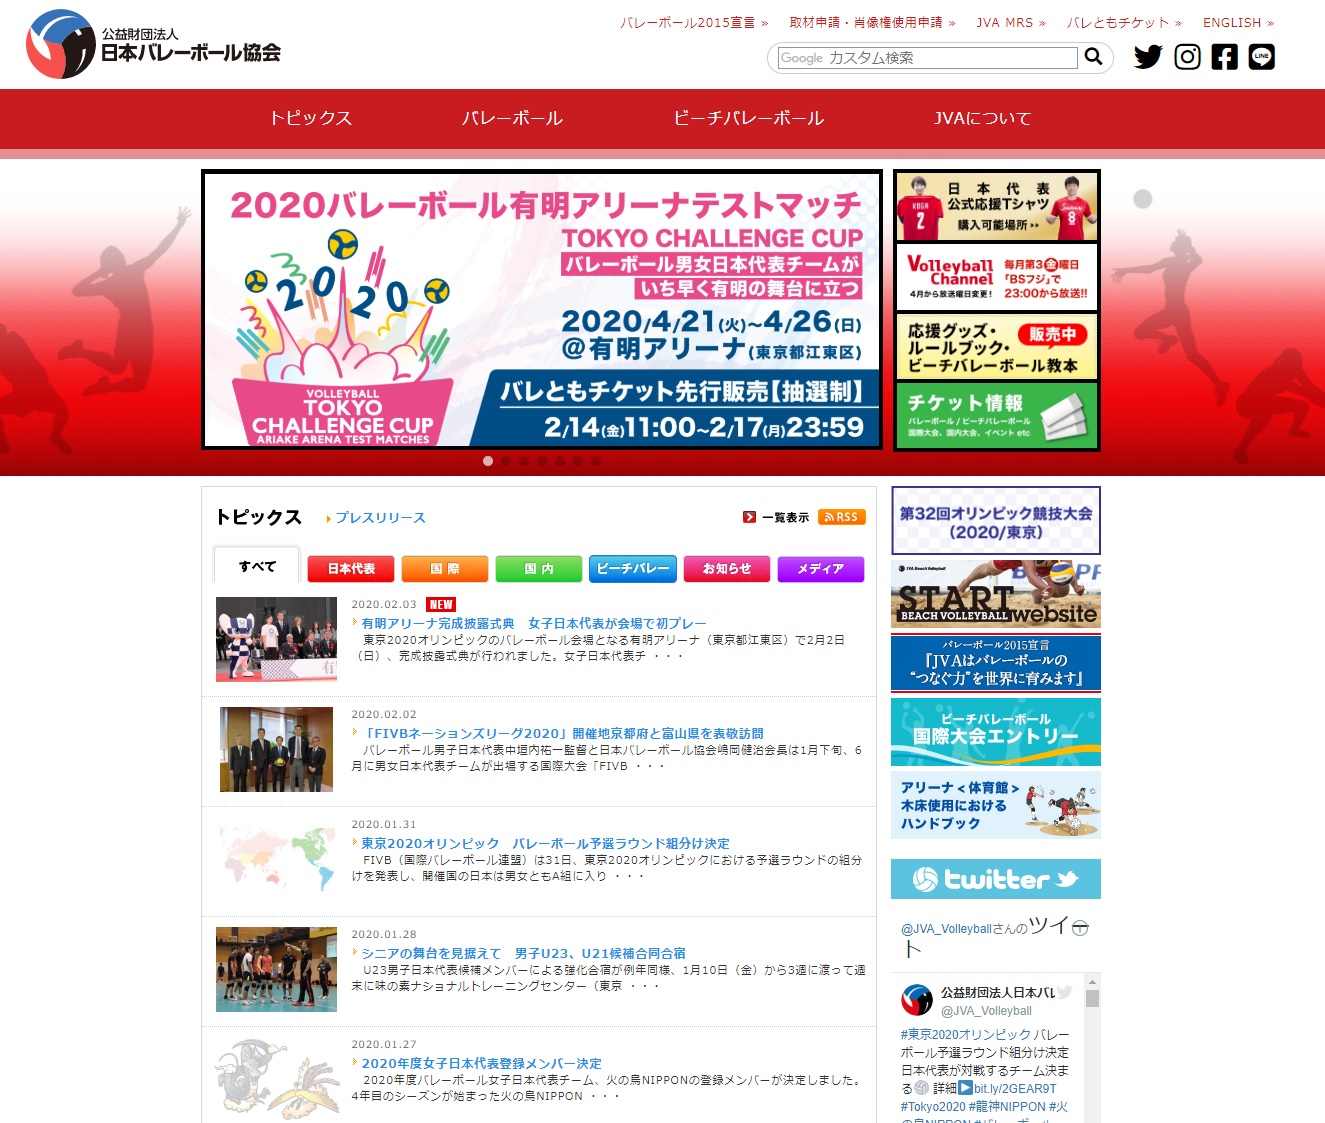 公益財団法人
日本バレーボール協会
バレーボール2015宣言 »
取材申請・肖像権使用申請 »
JVA MRS »
バレともチケット »
ENGLISH »
Google カスタム検索
LINE
トピックス
バレーボール
ビーチバレーボール
JVAについて
2020バレーボール有明アリーナテストマッチ
TOKYO CHALLENGE CUP
バレーボール男女日本代表チームが
いち早く有明の舞台に立つ
2020
2020/4/21(火)~4/26(日)
@有明アリーナ(東京都江東区)
VOLLEYBALL
TOKYO
CHALLENGE CUP
ARIAKE ARENA TEST MATCHES
バレともチケット先行販売【抽選制】
2/14(金)11:00~2/17(月)23:59
日本代表
公式応援Tシャツ
購入可能場所
KOGA
2
8
Volleyball
Channel
4月から放送曜日変更!
毎月第3金曜日
「BSフジ」で
23:00から放送!!
応援グッズ・
ルールブック・
ビーチバレーボール教本
販売中
チケット情報
バレーボール / ビーチバレーボール
国際大会、国内大会、イベント etc
トピックス
プレスリリース
一覧表示
RSS
すべて
日本代表
国 際
国 内
ビーチバレー
お知らせ
メディア
2020.02.03 NEW
有明アリーナ完成披露式典　女子日本代表が会場で初プレー
東京2020オリンピックのバレーボール会場となる有明アリーナ（東京都江東区）で2月2日
（日）、完成披露式典が行われました。女子日本代表チ ・・・
2020.02.02
「FIVBネーションズリーグ2020」開催地京都府と富山県を表敬訪問
バレーボール男子日本代表中垣内祐一監督と日本バレーボール協会嶋岡健治会長は1月下旬、6
月に男女日本代表チームが出場する国際大会「FIVB ・・・
2020.01.31
東京2020オリンピック　バレーボール予選ラウンド組分け決定
FIVB（国際バレーボール連盟）は31日、東京2020オリンピックにおける予選ラウンドの組分
けを発表し、開催国の日本は男女ともA組に入り ・・・
2020.01.28
シニアの舞台を見据えて　男子U23、U21候補合同合宿
U23男子日本代表候補メンバーによる強化合宿が例年同様、1月10日（金）から3週に渡って週
末に味の素ナショナルトレーニングセンター（東京 ・・・
2020.01.27
2020年度女子日本代表登録メンバー決定
2020年度バレーボール女子日本代表チーム、火の鳥NIPPONの登録メンバーが決定しました。
4年目のシーズンが始まった火の鳥NIPPON ・・・
第32回オリンピック競技大会
(2020/東京)
JVA Beach Volleyball
START
BEACH VOLLEYBALL website
バレーボール2015宣言
『JVAはバレーボールの
“つなぐ力”を世界に育みます』
ビーチバレーボール
国際大会エントリー
アリーナ＜体育館＞
木床使用における
ハンドブック
twitter
@JVA_Volleyballさんのツイー
ト
公益財団法人日本バレ
@JVA_Volleyball
#東京2020オリンピック バレー
ボール予選ラウンド組分け決定
日本代表が対戦するチーム決ま
る 詳細 bit.ly/2GEAR9T
#Tokyo2020 #龍神NIPPON #火
の鳥NIPPON #バレーボール